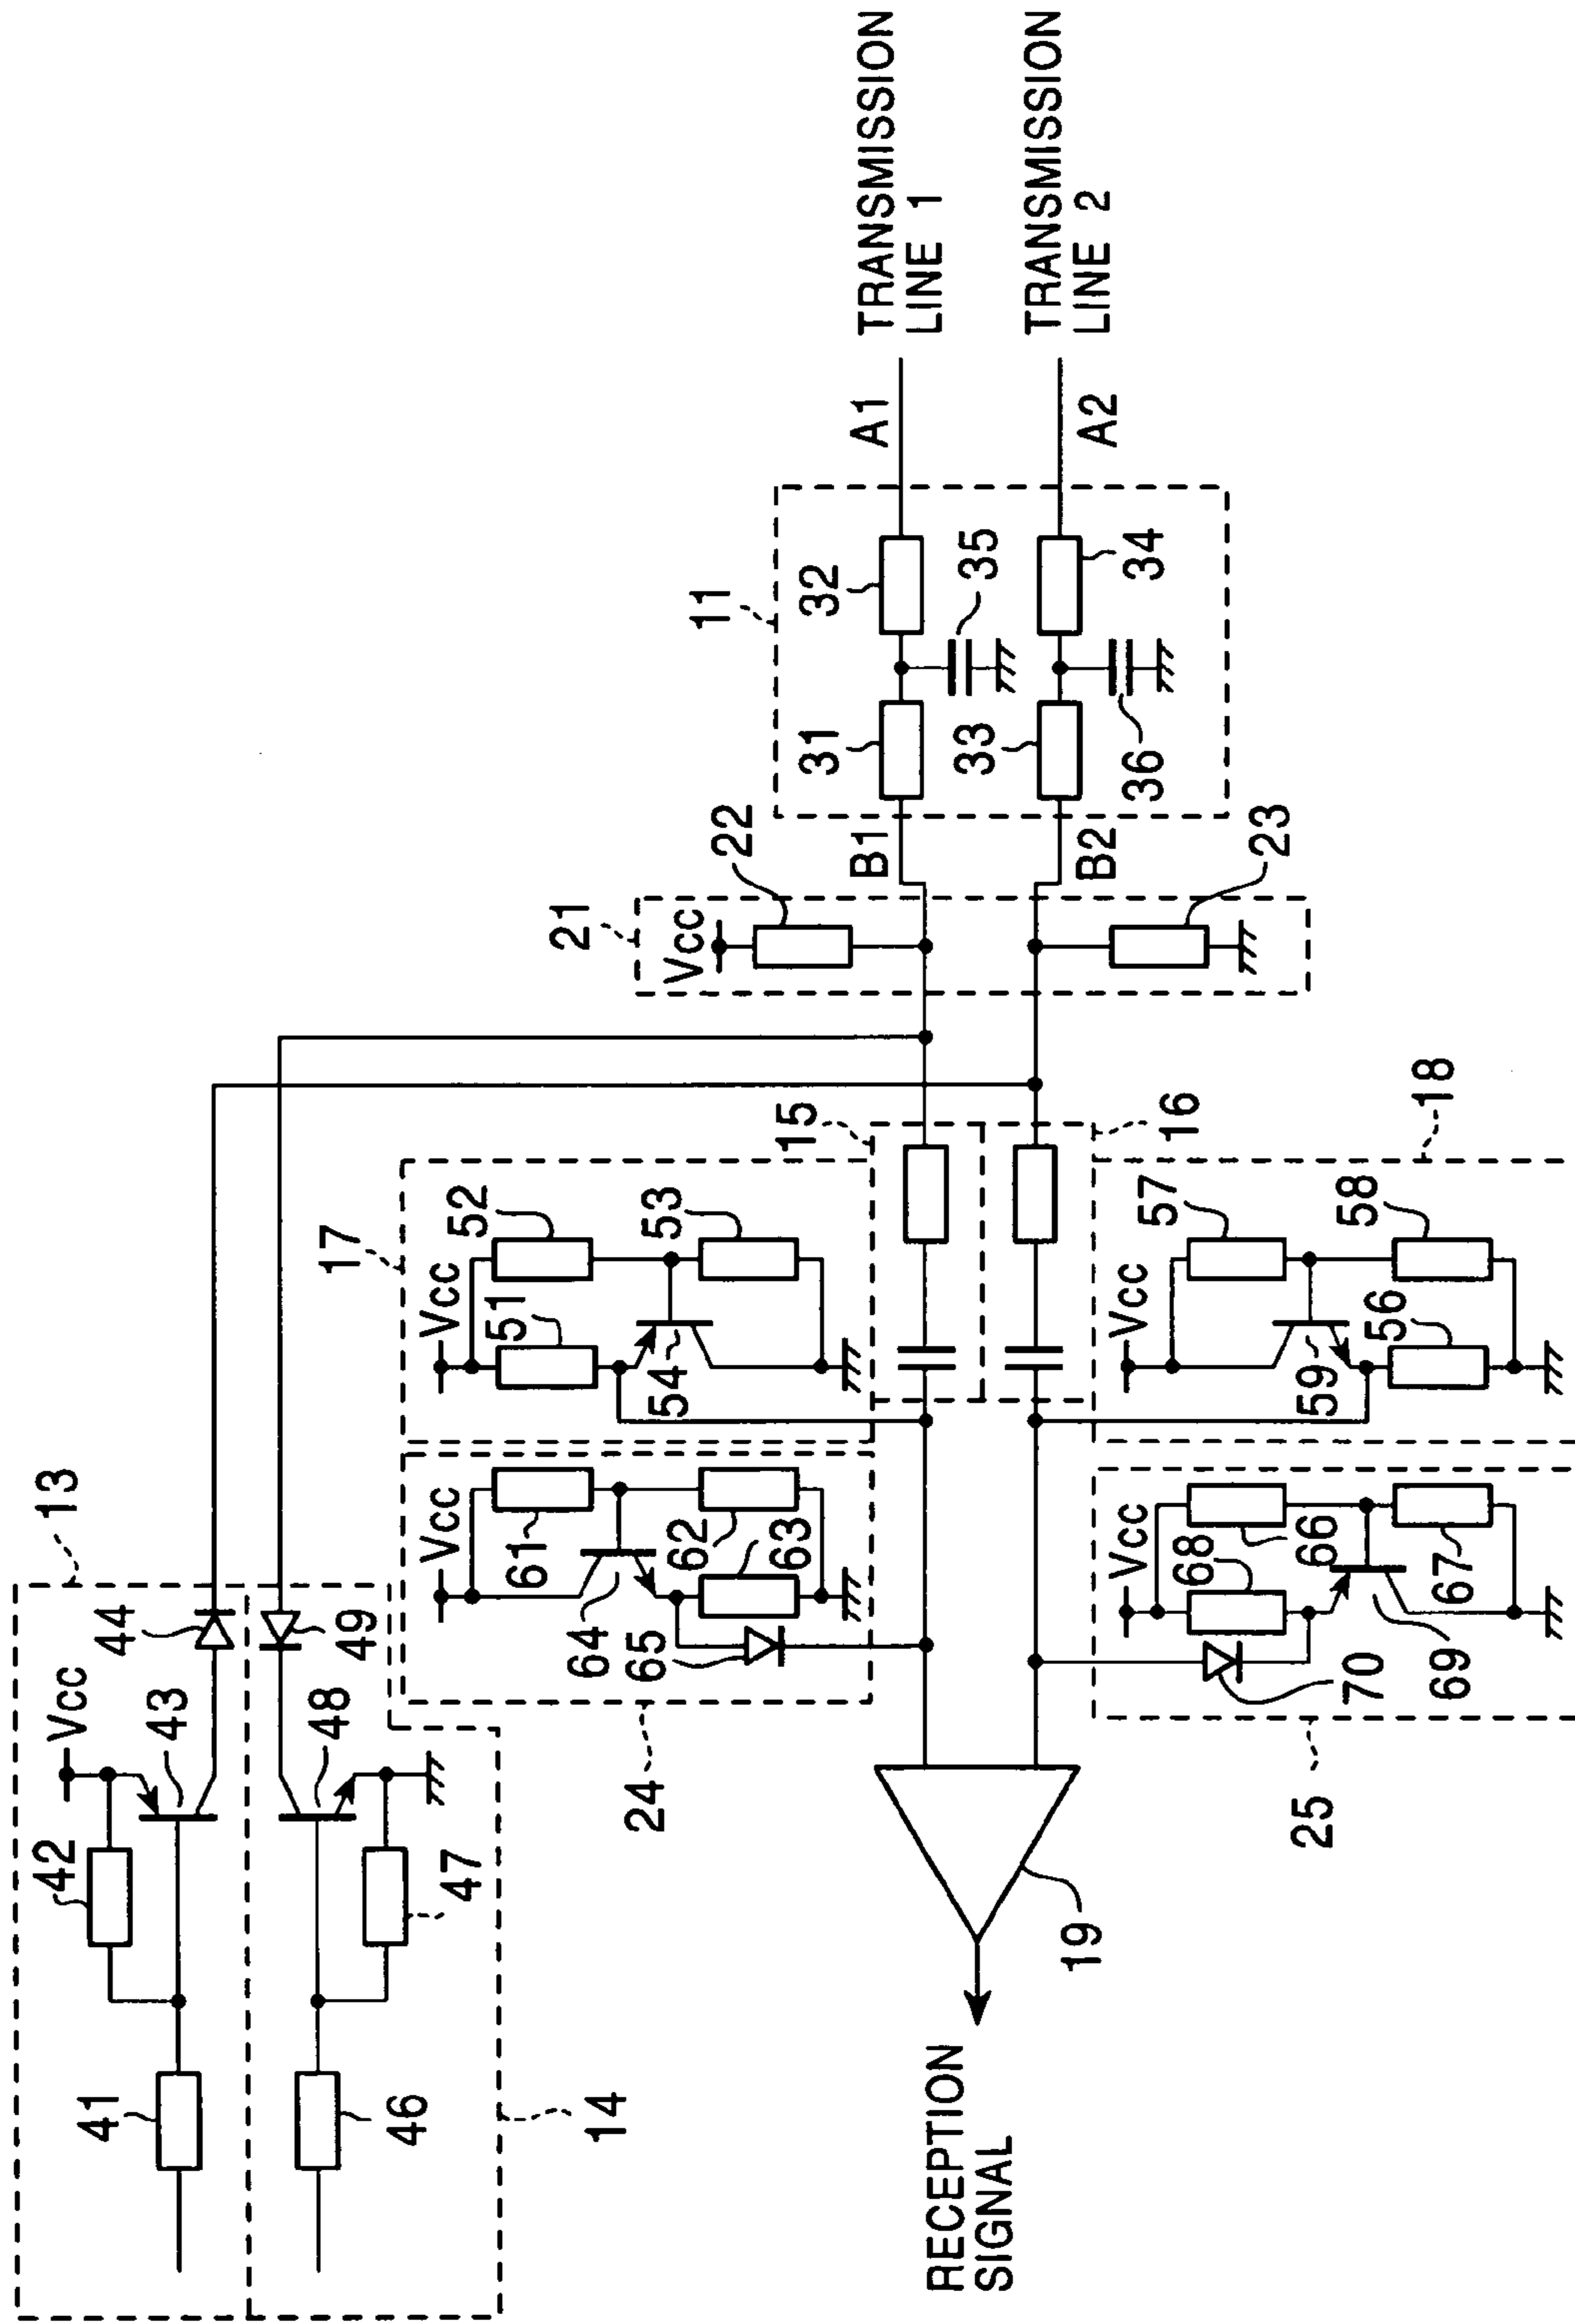 13
41
42
Vcc
43
44
14
46
47
48
49
24
Vcc
61
62
63
64
65
17
Vcc
51
52
53
54
15
16
21
Vcc
22
23
11
31
32
33
34
35
36
B1
B2
A1
A2
TRANSMISSION
LINE 1
TRANSMISSION
LINE 2
RECEPTION
SIGNAL
19
25
Vcc
68
66
67
69
70
18
Vcc
57
58
56
59